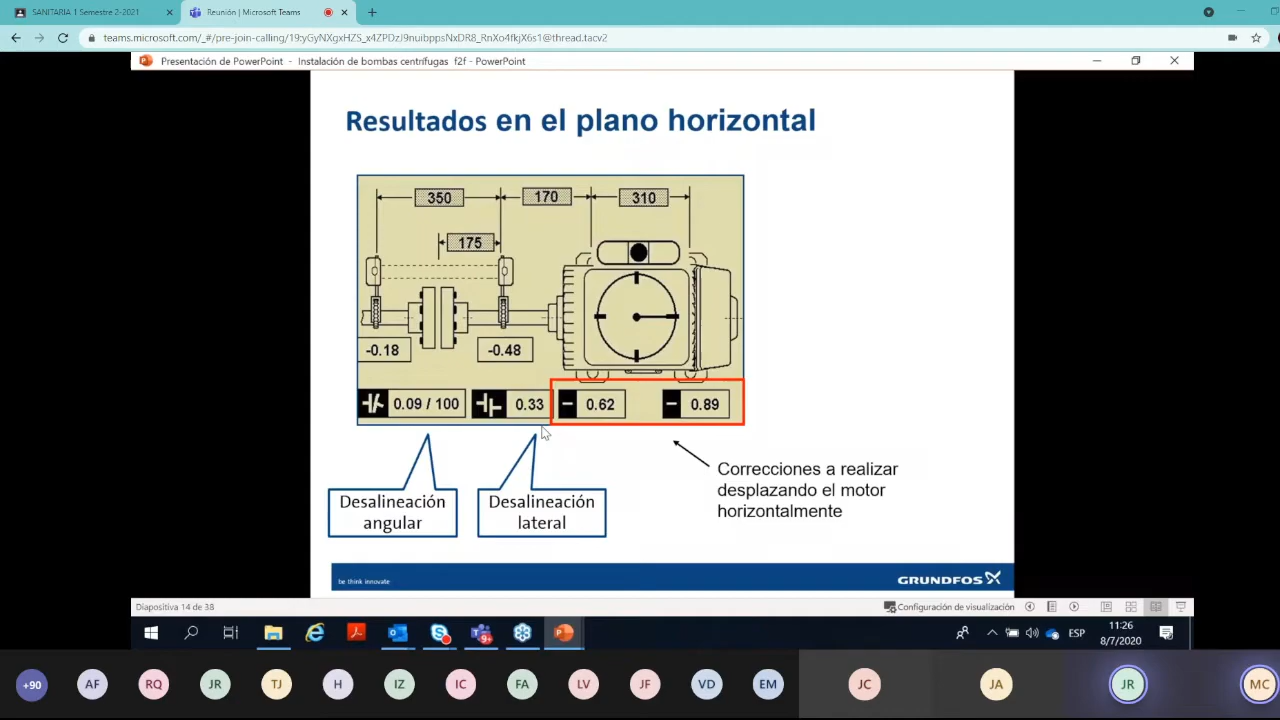 SANITARIA 1 Semestre 2-2021
Reunión | Microsoft Teams
teams.microsoft.com/_#/pre-join-calling/19:yGyNXgxHZS_x4ZPDzJ9nuibppsNxDR8_RnXo4fkjX6s1@thread.tacv2
Presentación de PowerPoint - Instalación de bombas centrífugas f2f - PowerPoint
Resultados en el plano horizontal
350 170 310
175
-0.18 -0.48
0.09 / 100 0.33 - 0.62 - 0.89
Desalineación
angular
Desalineación
lateral
Correcciones a realizar
desplazando el motor
horizontalmente
be think innovate
GRUNDFOS
Diapositiva 14 de 38
Configuración de visualización
9+
ESP
11:26
8/7/2020
+90 AF RQ JR TJ H IZ IC FA LV JF VD EM JC JA JR MC